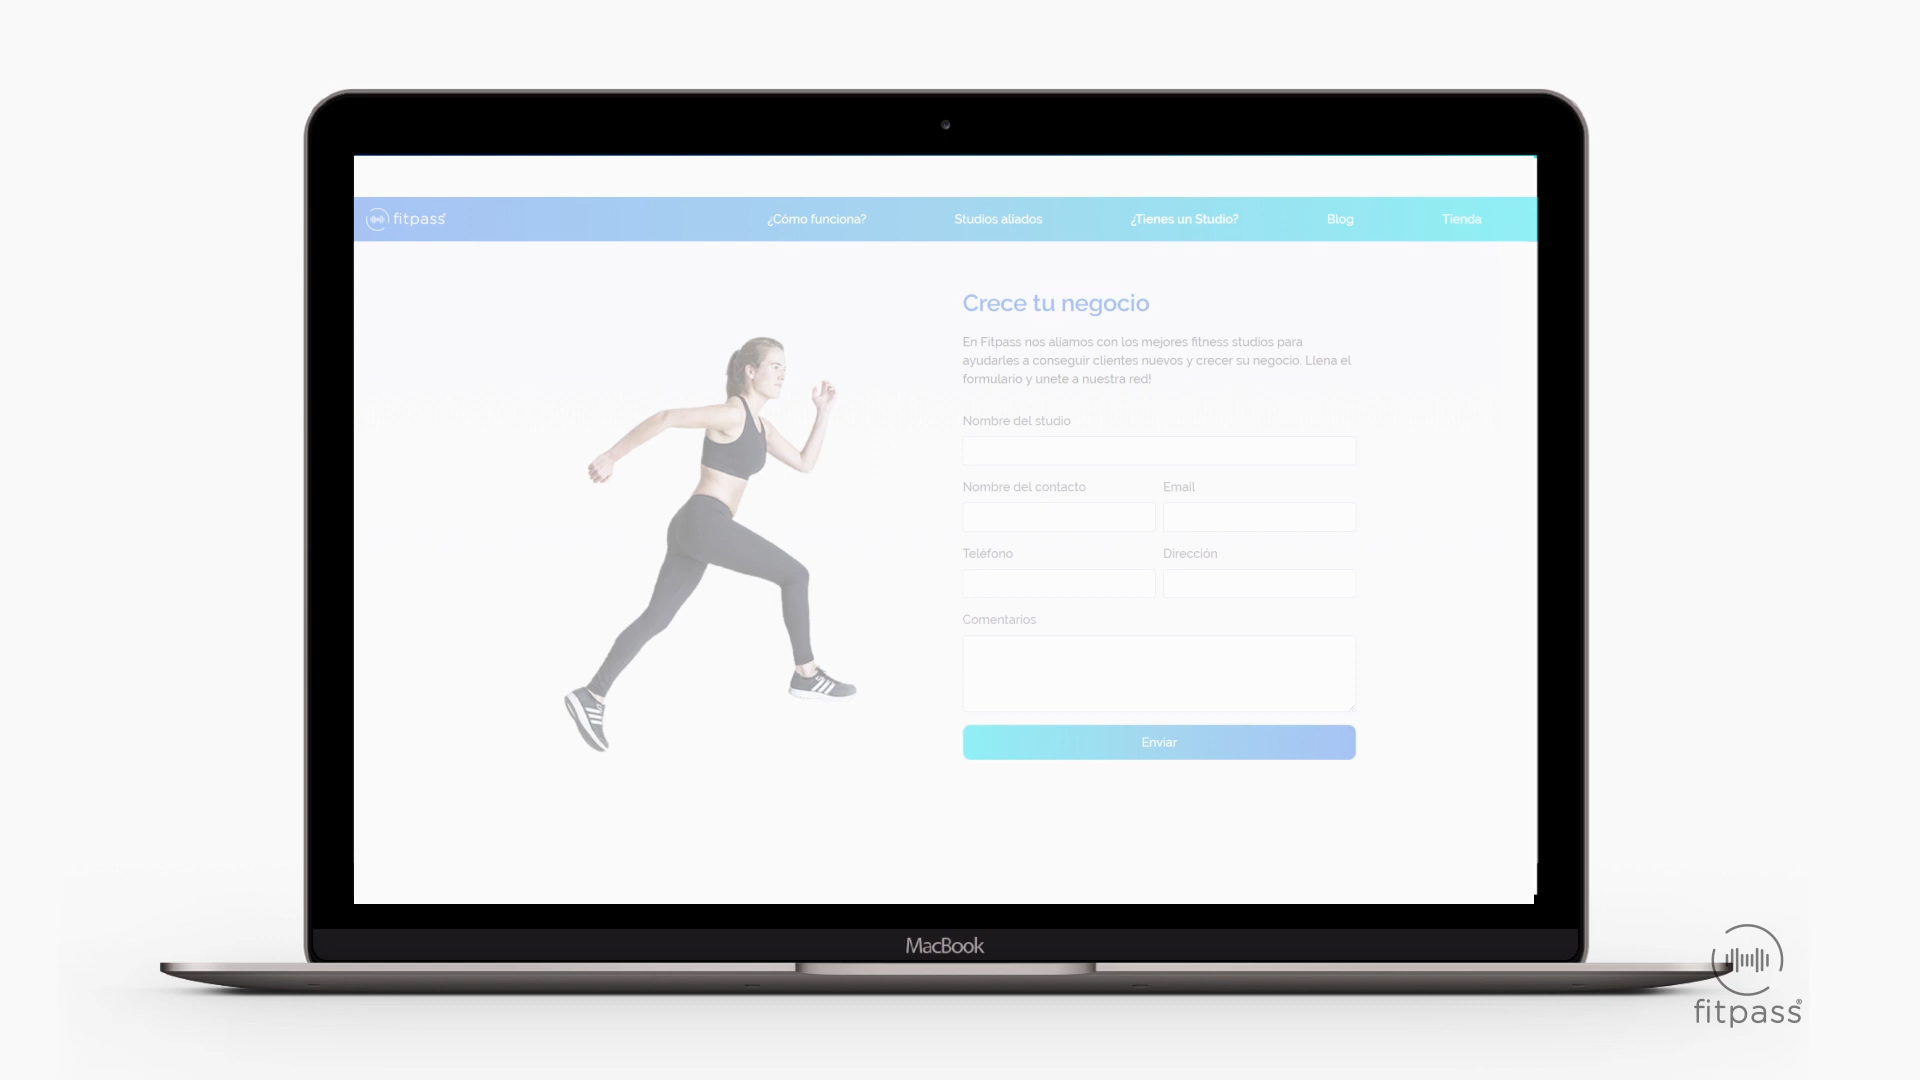 fitpass
¿Cómo funciona?
Studios aliados
¿Tienes un Studio?
Blog
Tienda
Crece tu negocio
En Fitpass nos aliamos con los mejores fitness studios para
ayudarles a conseguir clientes nuevos y crecer su negocio. Llena el
formulario y unete a nuestra red!
Nombre del studio
Nombre del contacto
Email
Teléfono
Dirección
Comentarios
Enviar
MacBook
fitpass®